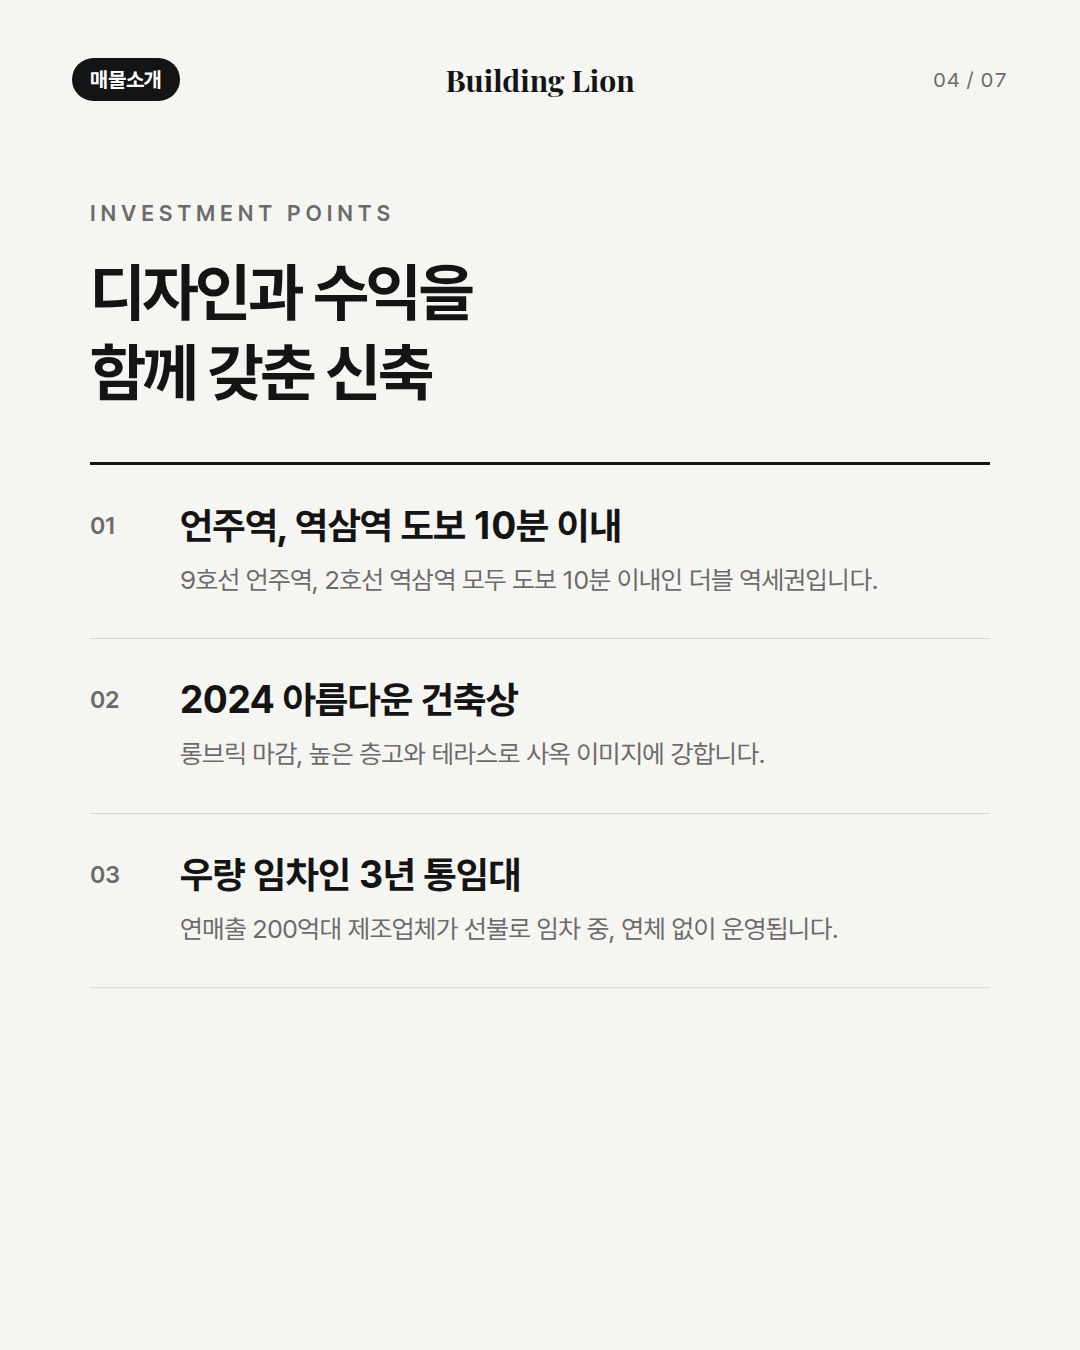 매물소개
Building Lion
04 / 07
INVESTMENT POINTS
디자인과 수익을
함께 갖춘 신축
01
언주역, 역삼역 도보 10분 이내
9호선 언주역, 2호선 역삼역 모두 도보 10분 이내인 더블 역세권입니다.
02
2024 아름다운 건축상
롱브릭 마감, 높은 층고와 테라스로 사옥 이미지에 강합니다.
03
우량 임차인 3년 통임대
연매출 200억대 제조업체가 선불로 임차 중, 연체 없이 운영됩니다.